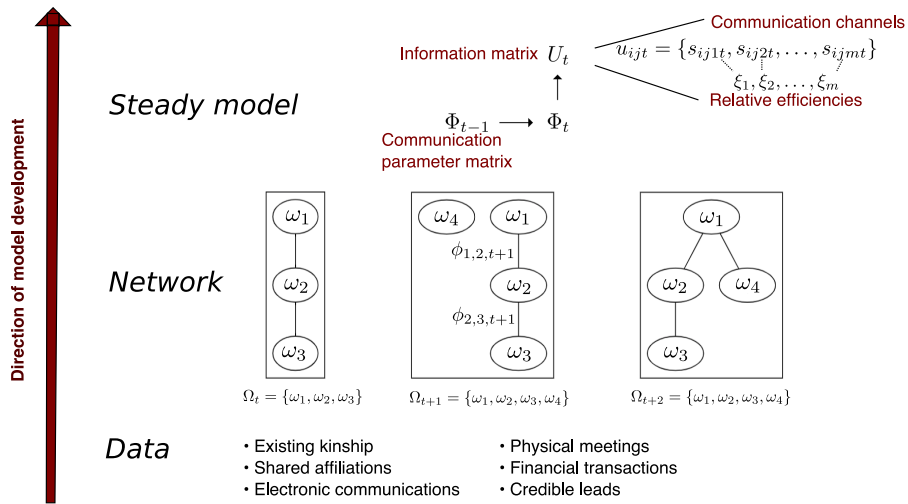 Direction of model development
Steady model
Information matrix U_t
Communication channels
u_{ijt} = {s_{ij1t}, s_{ij2t}, . . . , s_{ijmt}}
ξ_1, ξ_2, . . . , ξ_m
Relative efficiencies
Φ_{t−1} → Φ_t
Communication
parameter matrix
Network
ω_1
ω_2
ω_3
Ω_t = {ω_1, ω_2, ω_3}
ω_4 ω_1
ϕ_{1,2,t+1}
ω_2
ϕ_{2,3,t+1}
ω_3
Ω_{t+1} = {ω_1, ω_2, ω_3, ω_4}
ω_1
ω_2 ω_4
ω_3
Ω_{t+2} = {ω_1, ω_2, ω_3, ω_4}
Data
• Existing kinship
• Shared affiliations
• Electronic communications
• Physical meetings
• Financial transactions
• Credible leads